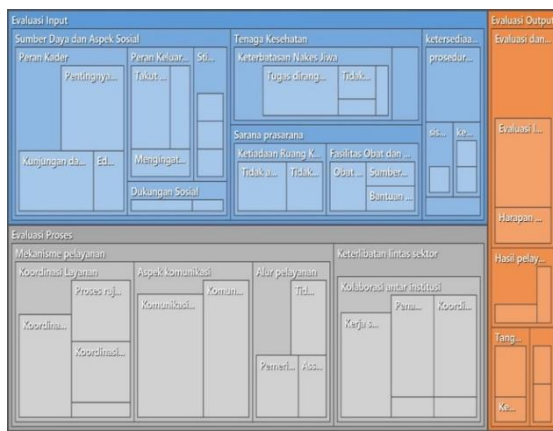 Evaluasi Input
Sumber Daya dan Aspek Sosial
Peran Kader
Pentingnya...
Kunjungan da...
Ed...
Peran Keluar...
Takut ...
Mengingat...
Sti...
Dukungan Sosial
Tenaga Kesehatan
Keterbatasan Nakes Jiwa
Tugas dirang...
Tidak...
Sarana prasarana
Ketiadaan Ruang K...
Tidak a...
Tidak...
Fasilitas Obat dan ...
Obat ...
Sumber...
Bantuan ...
ketersediaa...
prosedur...
sis...
ke...
Evaluasi Proses
Mekanisme pelayanan
Koordinasi Layanan
Koordina...
Proses ruj...
Koordinasi...
Aspek komunikasi
Komunikasi...
Komun...
Alur pelayanan
Tid...
Pemeri...
Ass...
Keterlibatan lintas sektor
Kolaborasi antar institusi
Kerja s...
Pena...
Koordi...
Evaluasi Output
Evaluasi dan...
Evaluasi l...
Harapan ...
Hasil pelay...
Tang...
Ke...